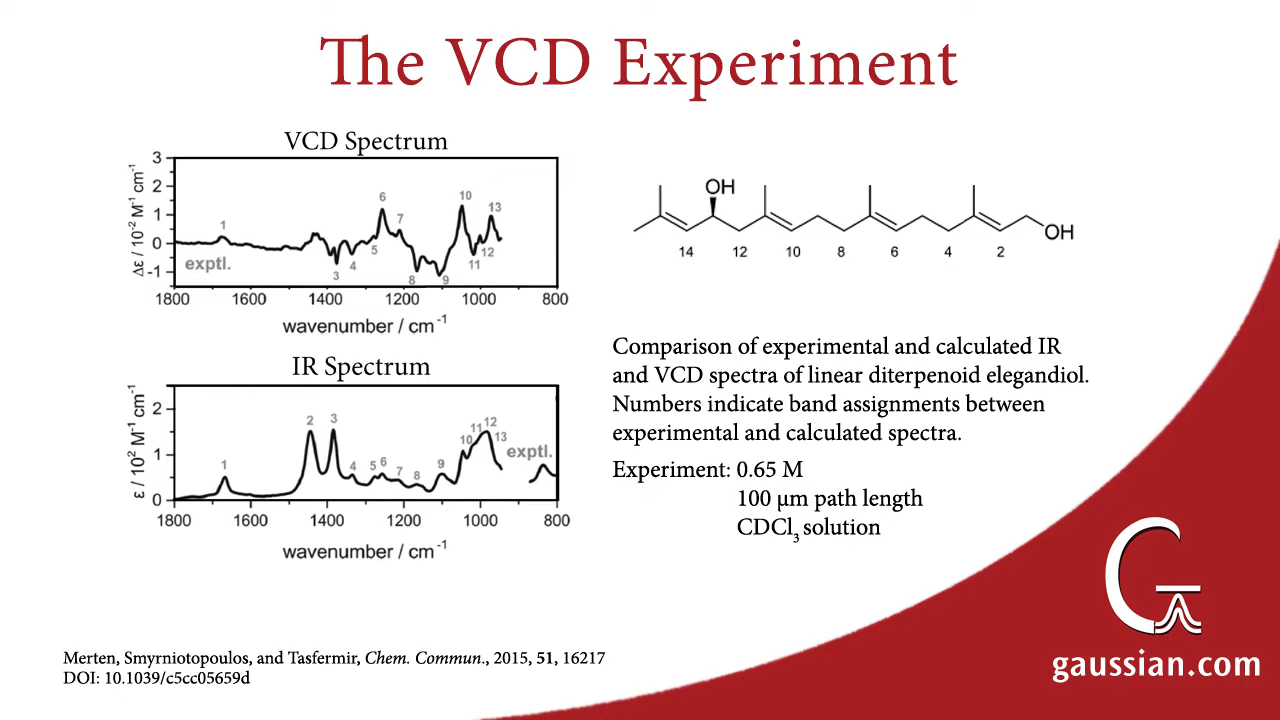 The VCD Experiment
VCD Spectrum
3
2
1
0
-1
Δε / 10⁻² M⁻¹ cm⁻¹
1
3
4
5
6
7
8
9
10
11
12
13
exptl.
1800 1600 1400 1200 1000 800
wavenumber / cm⁻¹
IR Spectrum
2
1
0
ε / 10² M⁻¹ cm⁻¹
1
2
3
4
5
6
7
8
9
10
11
12
13
exptl.
1800 1600 1400 1200 1000 800
wavenumber / cm⁻¹
OH
OH
14 12 10 8 6 4 2
Comparison of experimental and calculated IR
and VCD spectra of linear diterpenoid elegandiol.
Numbers indicate band assignments between
experimental and calculated spectra.
Experiment: 0.65 M
100 µm path length
CDCl₃ solution
Merten, Smyrniotopoulos, and Tasfermir, Chem. Commun., 2015, 51, 16217
DOI: 10.1039/c5cc05659d
G
gaussian.com